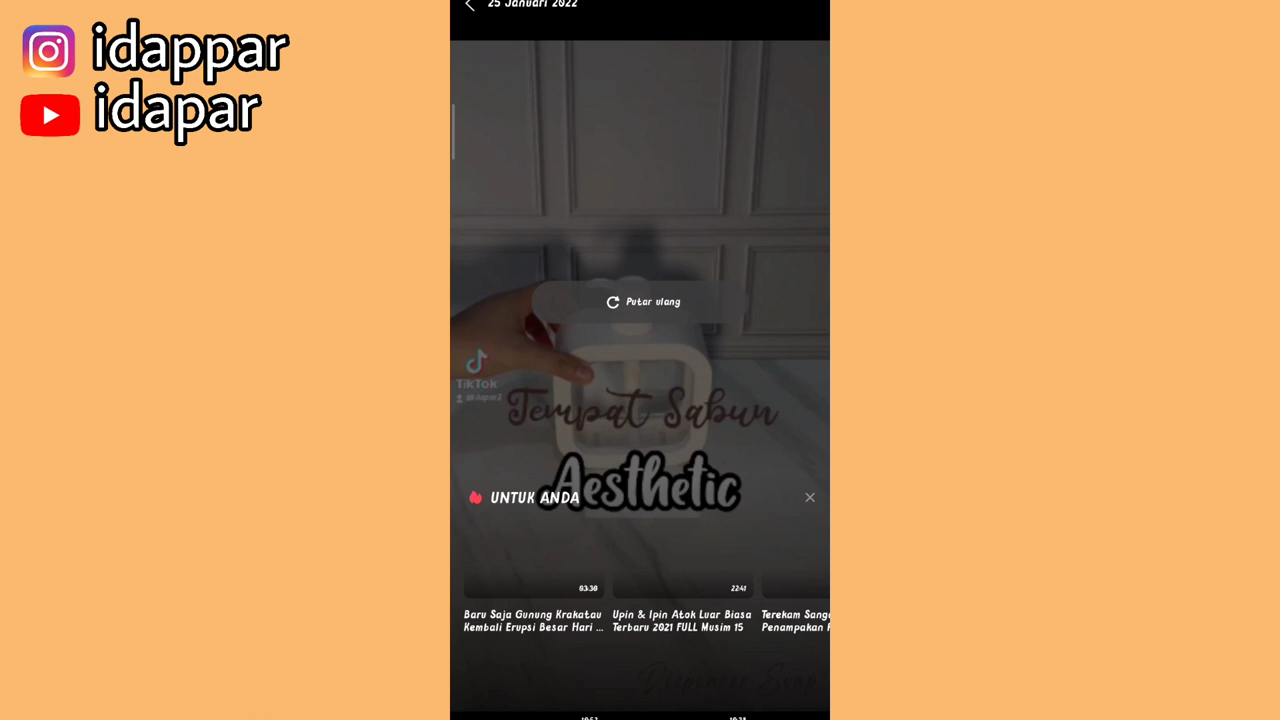 idappar
idapar
25 Januari 2022
Putar ulang
TikTok
Tempat Sabun
Aesthetic
UNTUK ANDA
03:30
22:41
Baru Saja Gunung Krakatau
Kembali Erupsi Besar Hari ...
Upin & Ipin Atok Luar Biasa
Terbaru 2021 FULL Musim 15
Terekam Sang
Penampakan